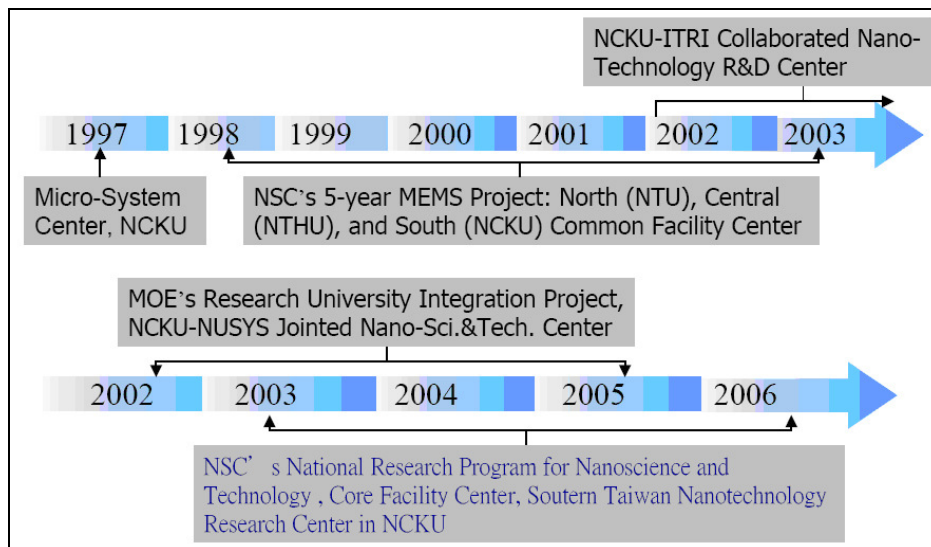 NCKU-ITRI Collaborated Nano-
Technology R&D Center
1997 1998 1999 2000 2001 2002 2003
Micro-System
Center, NCKU
NSC's 5-year MEMS Project: North (NTU), Central
(NTHU), and South (NCKU) Common Facility Center
MOE's Research University Integration Project,
NCKU-NUSYS Jointed Nano-Sci.&Tech. Center
2002 2003 2004 2005 2006
NSC’ s National Research Program for Nanoscience and
Technology , Core Facility Center, Soutern Taiwan Nanotechnology
Research Center in NCKU